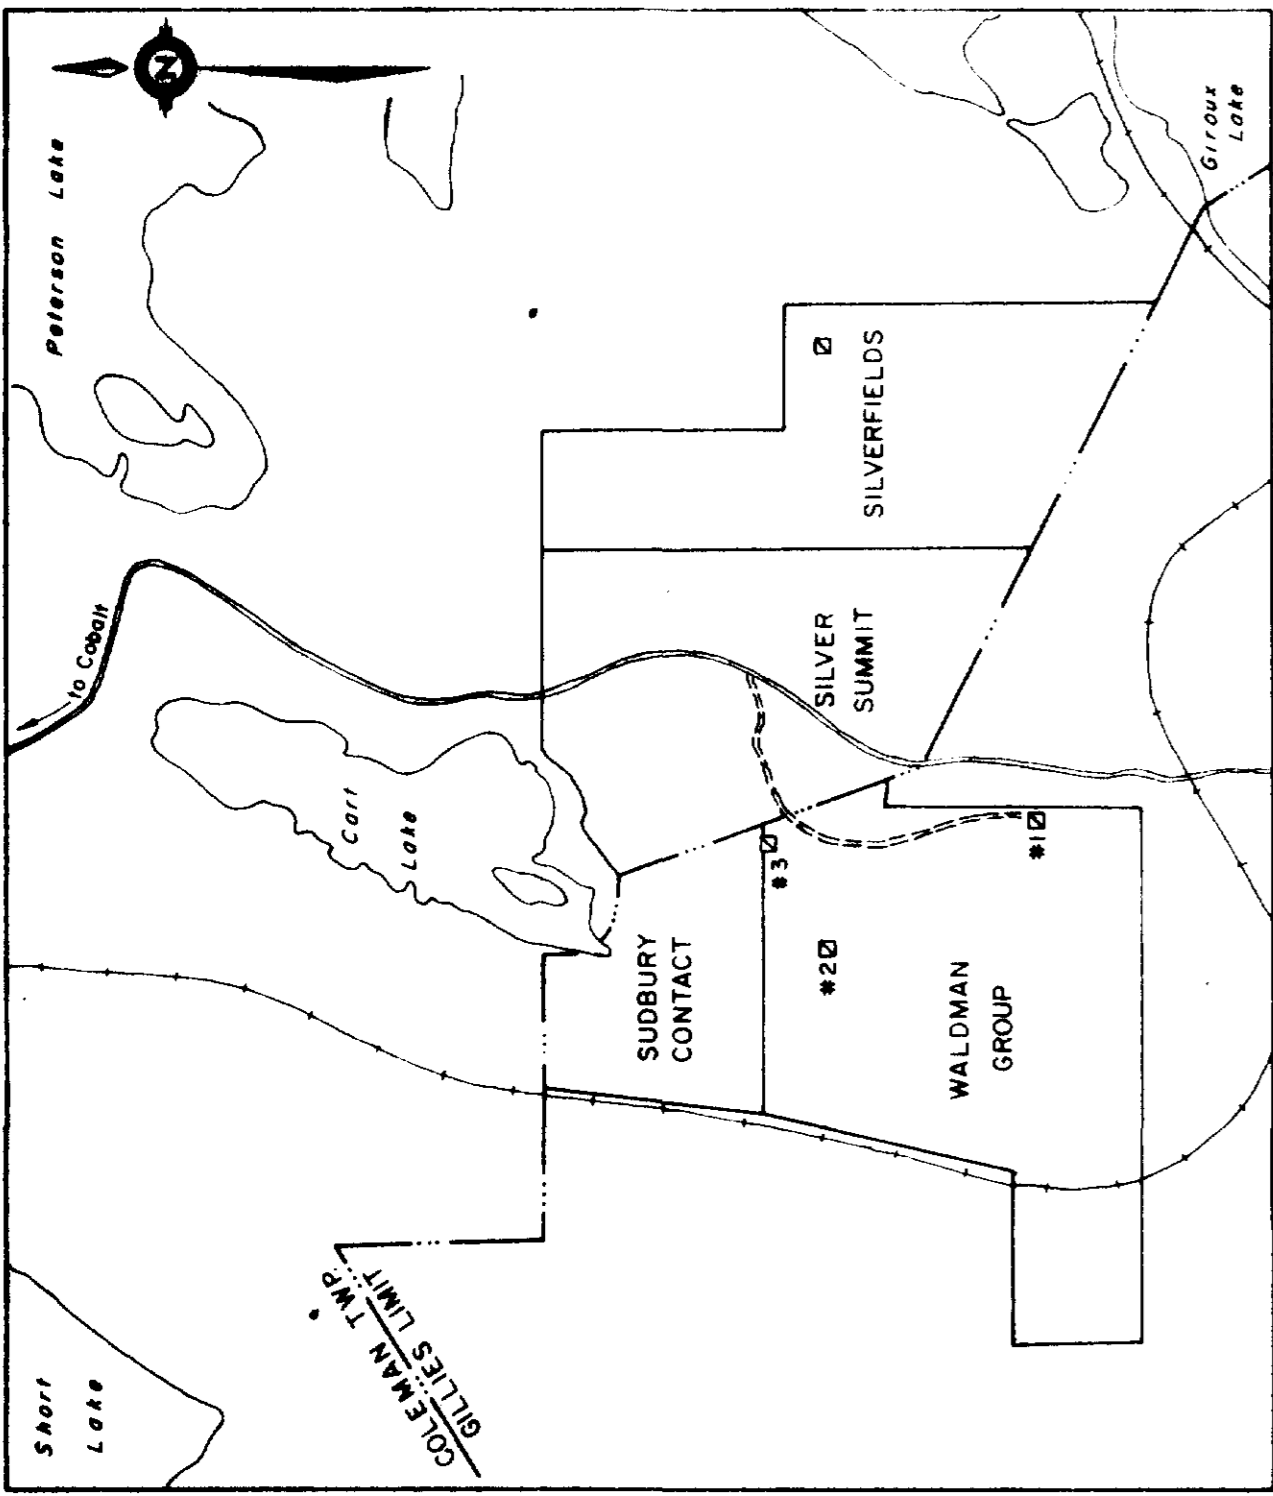 N
Peterson Lake
to Cobalt
Short
Lake
Cart
Lake
COLEMAN TWP.
GILLIES LIMIT
Giroux
Lake
SILVERFIELDS
SILVER
SUMMIT
SUDBURY
CONTACT
#3
#2
#1
WALDMAN
GROUP